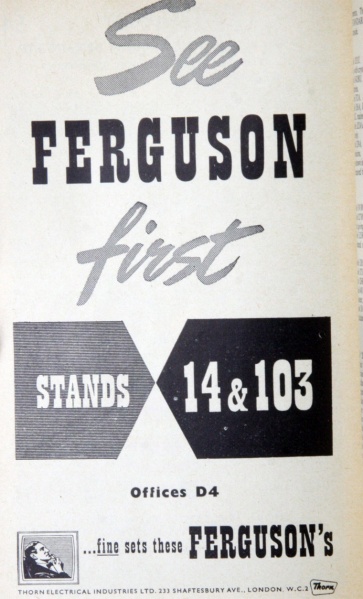 See
FERGUSON
first
STANDS 14 & 103
Offices D4
...fine sets these FERGUSON's
THORN ELECTRICAL INDUSTRIES LTD. 233 SHAFTESBURY AVE., LONDON, W.C.2 Thorn